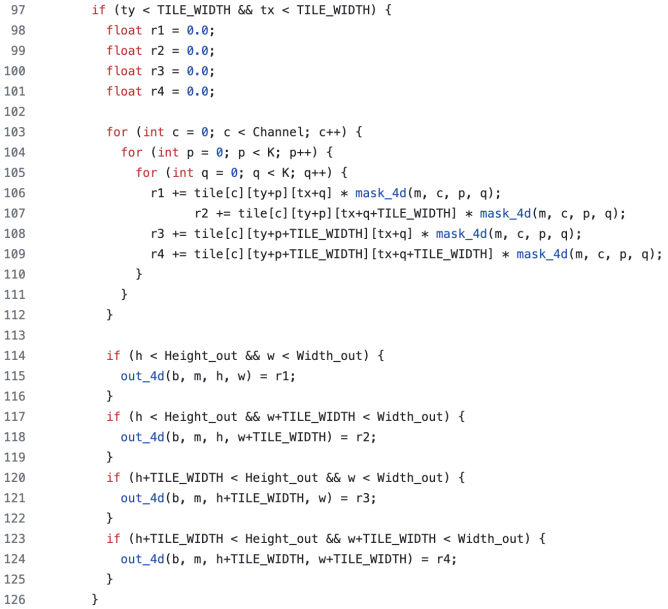 97 if (ty < TILE_WIDTH && tx < TILE_WIDTH) {
98 float r1 = 0.0;
99 float r2 = 0.0;
100 float r3 = 0.0;
101 float r4 = 0.0;
102
103 for (int c = 0; c < Channel; c++) {
104 for (int p = 0; p < K; p++) {
105 for (int q = 0; q < K; q++) {
106 r1 += tile[c][ty+p][tx+q] * mask_4d(m, c, p, q);
107 r2 += tile[c][ty+p][tx+q+TILE_WIDTH] * mask_4d(m, c, p, q);
108 r3 += tile[c][ty+p+TILE_WIDTH][tx+q] * mask_4d(m, c, p, q);
109 r4 += tile[c][ty+p+TILE_WIDTH][tx+q+TILE_WIDTH] * mask_4d(m, c, p, q);
110 }
111 }
112 }
113
114 if (h < Height_out && w < Width_out) {
115 out_4d(b, m, h, w) = r1;
116 }
117 if (h < Height_out && w+TILE_WIDTH < Width_out) {
118 out_4d(b, m, h, w+TILE_WIDTH) = r2;
119 }
120 if (h+TILE_WIDTH < Height_out && w < Width_out) {
121 out_4d(b, m, h+TILE_WIDTH, w) = r3;
122 }
123 if (h+TILE_WIDTH < Height_out && w+TILE_WIDTH < Width_out) {
124 out_4d(b, m, h+TILE_WIDTH, w+TILE_WIDTH) = r4;
125 }
126 }